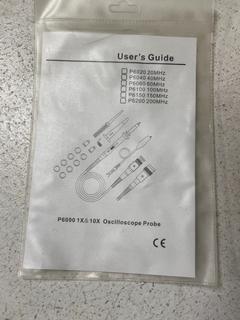 User's Guide
P6020 20MHz
P6040 40MHz
P6060 60MHz
P6100 100MHz
P6150 150MHz
P6200 200MHz
P6000 1X&10X Oscilloscope Probe
CE